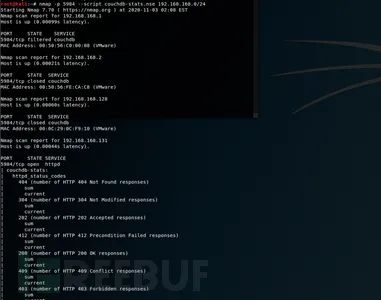 root@kali:~# nmap -p 5984 --script couchdb-stats.nse 192.168.168.0/24
Starting Nmap 7.70 ( https://nmap.org ) at 2020-11-03 02:08 EST
Nmap scan report for 192.168.168.1
Host is up (0.00099s latency).
PORT STATE SERVICE
5984/tcp filtered couchdb
MAC Address: 00:50:56:C0:00:08 (VMware)
Nmap scan report for 192.168.168.2
Host is up (0.00021s latency).
PORT STATE SERVICE
5984/tcp closed couchdb
MAC Address: 00:50:56:FE:CA:C8 (VMware)
Nmap scan report for 192.168.168.128
Host is up (0.00060s latency).
PORT STATE SERVICE
5984/tcp closed couchdb
MAC Address: 00:0C:29:0C:F9:10 (VMware)
Nmap scan report for 192.168.168.131
Host is up (0.00044s latency).
PORT STATE SERVICE
5984/tcp open httpd
| couchdb-stats:
| httpd_status_codes
| 404 (number of HTTP 404 Not Found responses)
| sum
| current
| 304 (number of HTTP 304 Not Modified responses)
| sum
| current
| 202 (number of HTTP 202 Accepted responses)
| sum
| current
| 412 (number of HTTP 412 Precondition Failed responses)
| sum
| current
| 200 (number of HTTP 200 OK responses)
| sum
| current
| 409 (number of HTTP 409 Conflict responses)
| sum
| current
| 403 (number of HTTP 403 Forbidden responses)
| sum
| current
REEBUF